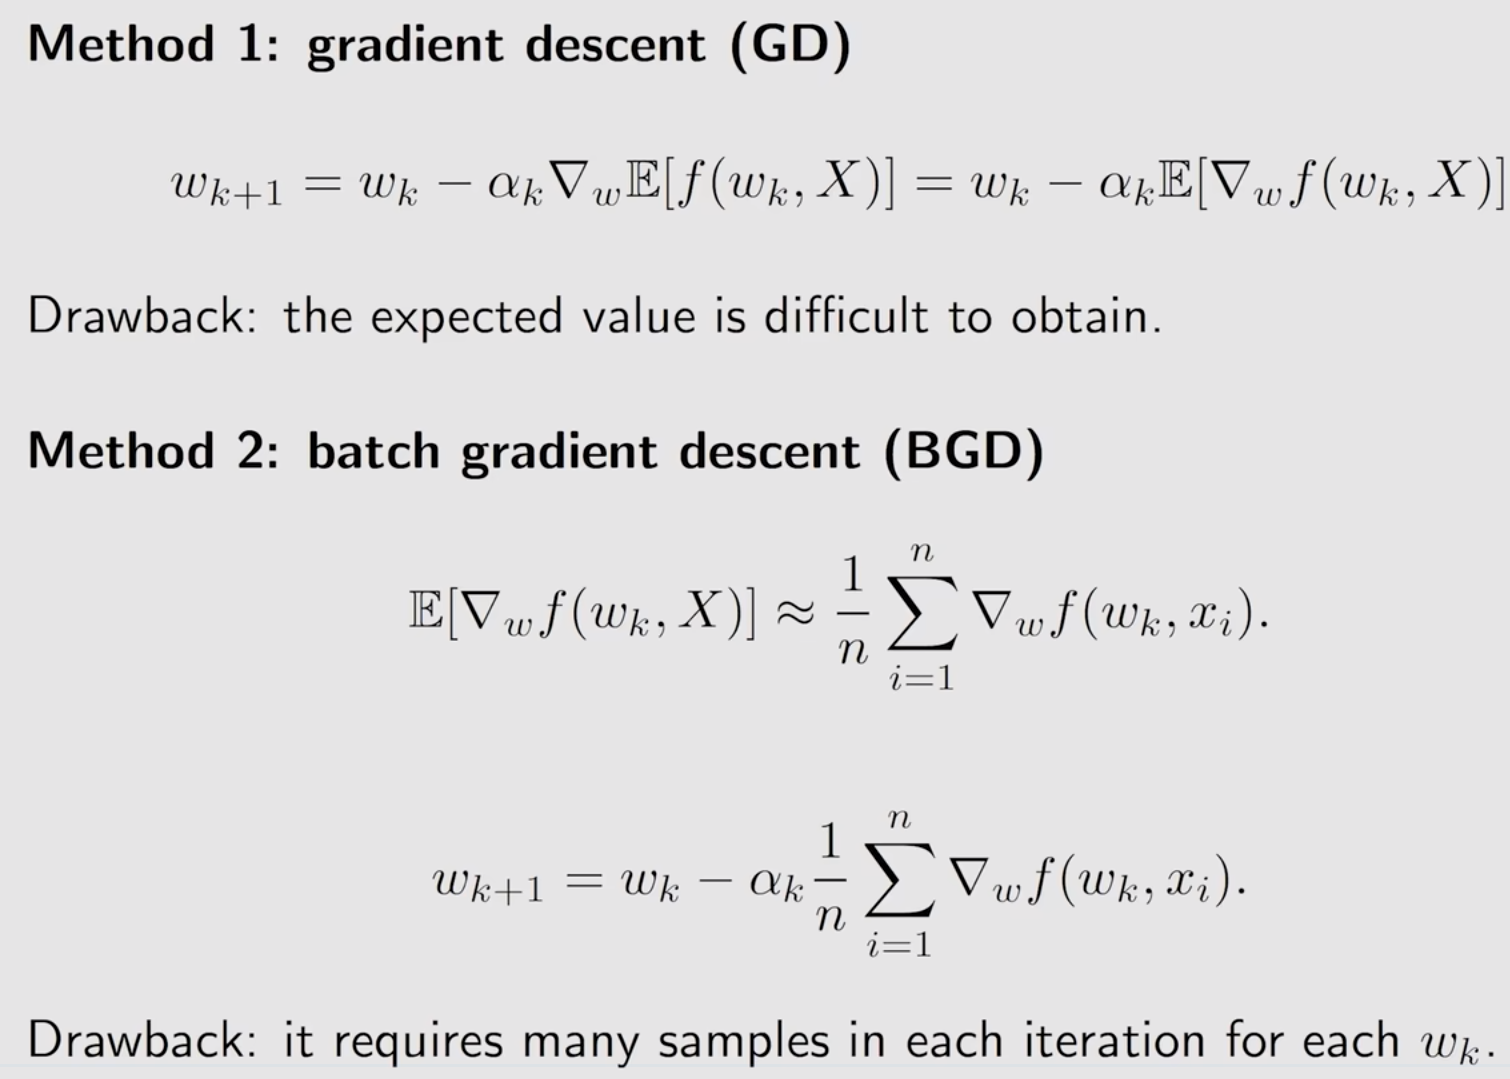 Method 1: gradient descent (GD)
$w_{k+1} = w_k - \alpha_k \nabla_w \mathbb{E}[f(w_k, X)] = w_k - \alpha_k \mathbb{E}[\nabla_w f(w_k, X)]$
Drawback: the expected value is difficult to obtain.
Method 2: batch gradient descent (BGD)
$\mathbb{E}[\nabla_w f(w_k, X)] \approx \frac{1}{n} \sum_{i=1}^{n} \nabla_w f(w_k, x_i).$
$w_{k+1} = w_k - \alpha_k \frac{1}{n} \sum_{i=1}^{n} \nabla_w f(w_k, x_i).$
Drawback: it requires many samples in each iteration for each $w_k$.